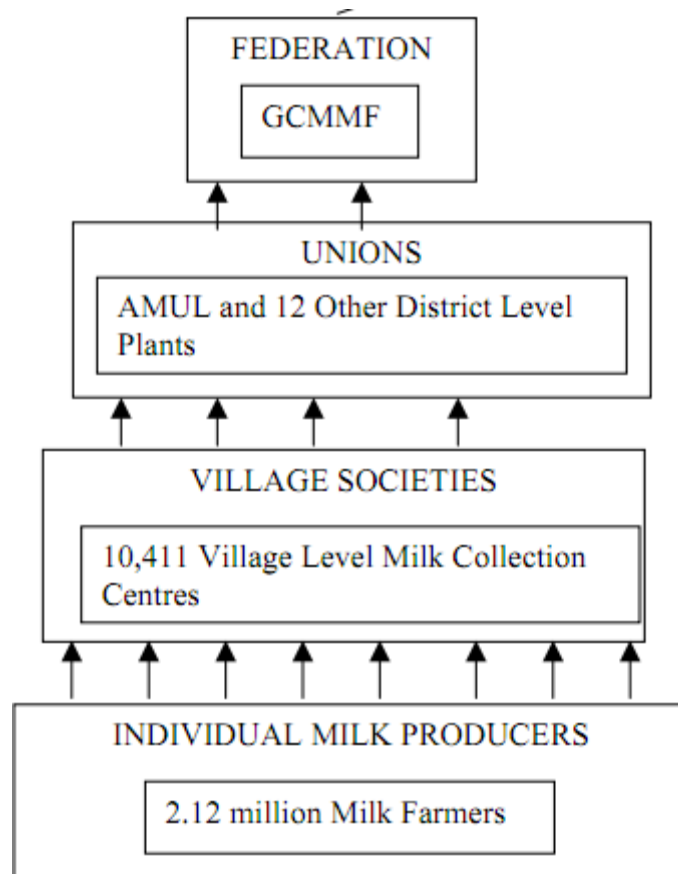 FEDERATION
GCMMF
UNIONS
AMUL and 12 Other District Level
Plants
VILLAGE SOCIETIES
10,411 Village Level Milk Collection
Centres
INDIVIDUAL MILK PRODUCERS
2.12 million Milk Farmers